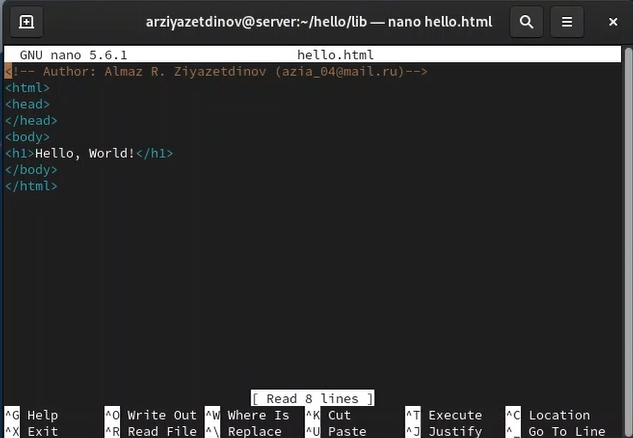 arziyazetdinov@server:~/hello/lib — nano hello.html
GNU nano 5.6.1 hello.html
<!-- Author: Almaz R. Ziyazetdinov (azia_04@mail.ru)-->
<html>
<head>
</head>
<body>
<h1>Hello, World!</h1>
</body>
</html>
[ Read 8 lines ]
^G Help ^O Write Out ^W Where Is ^K Cut ^T Execute ^C Location
^X Exit ^R Read File ^\ Replace ^U Paste ^J Justify ^_ Go To Line